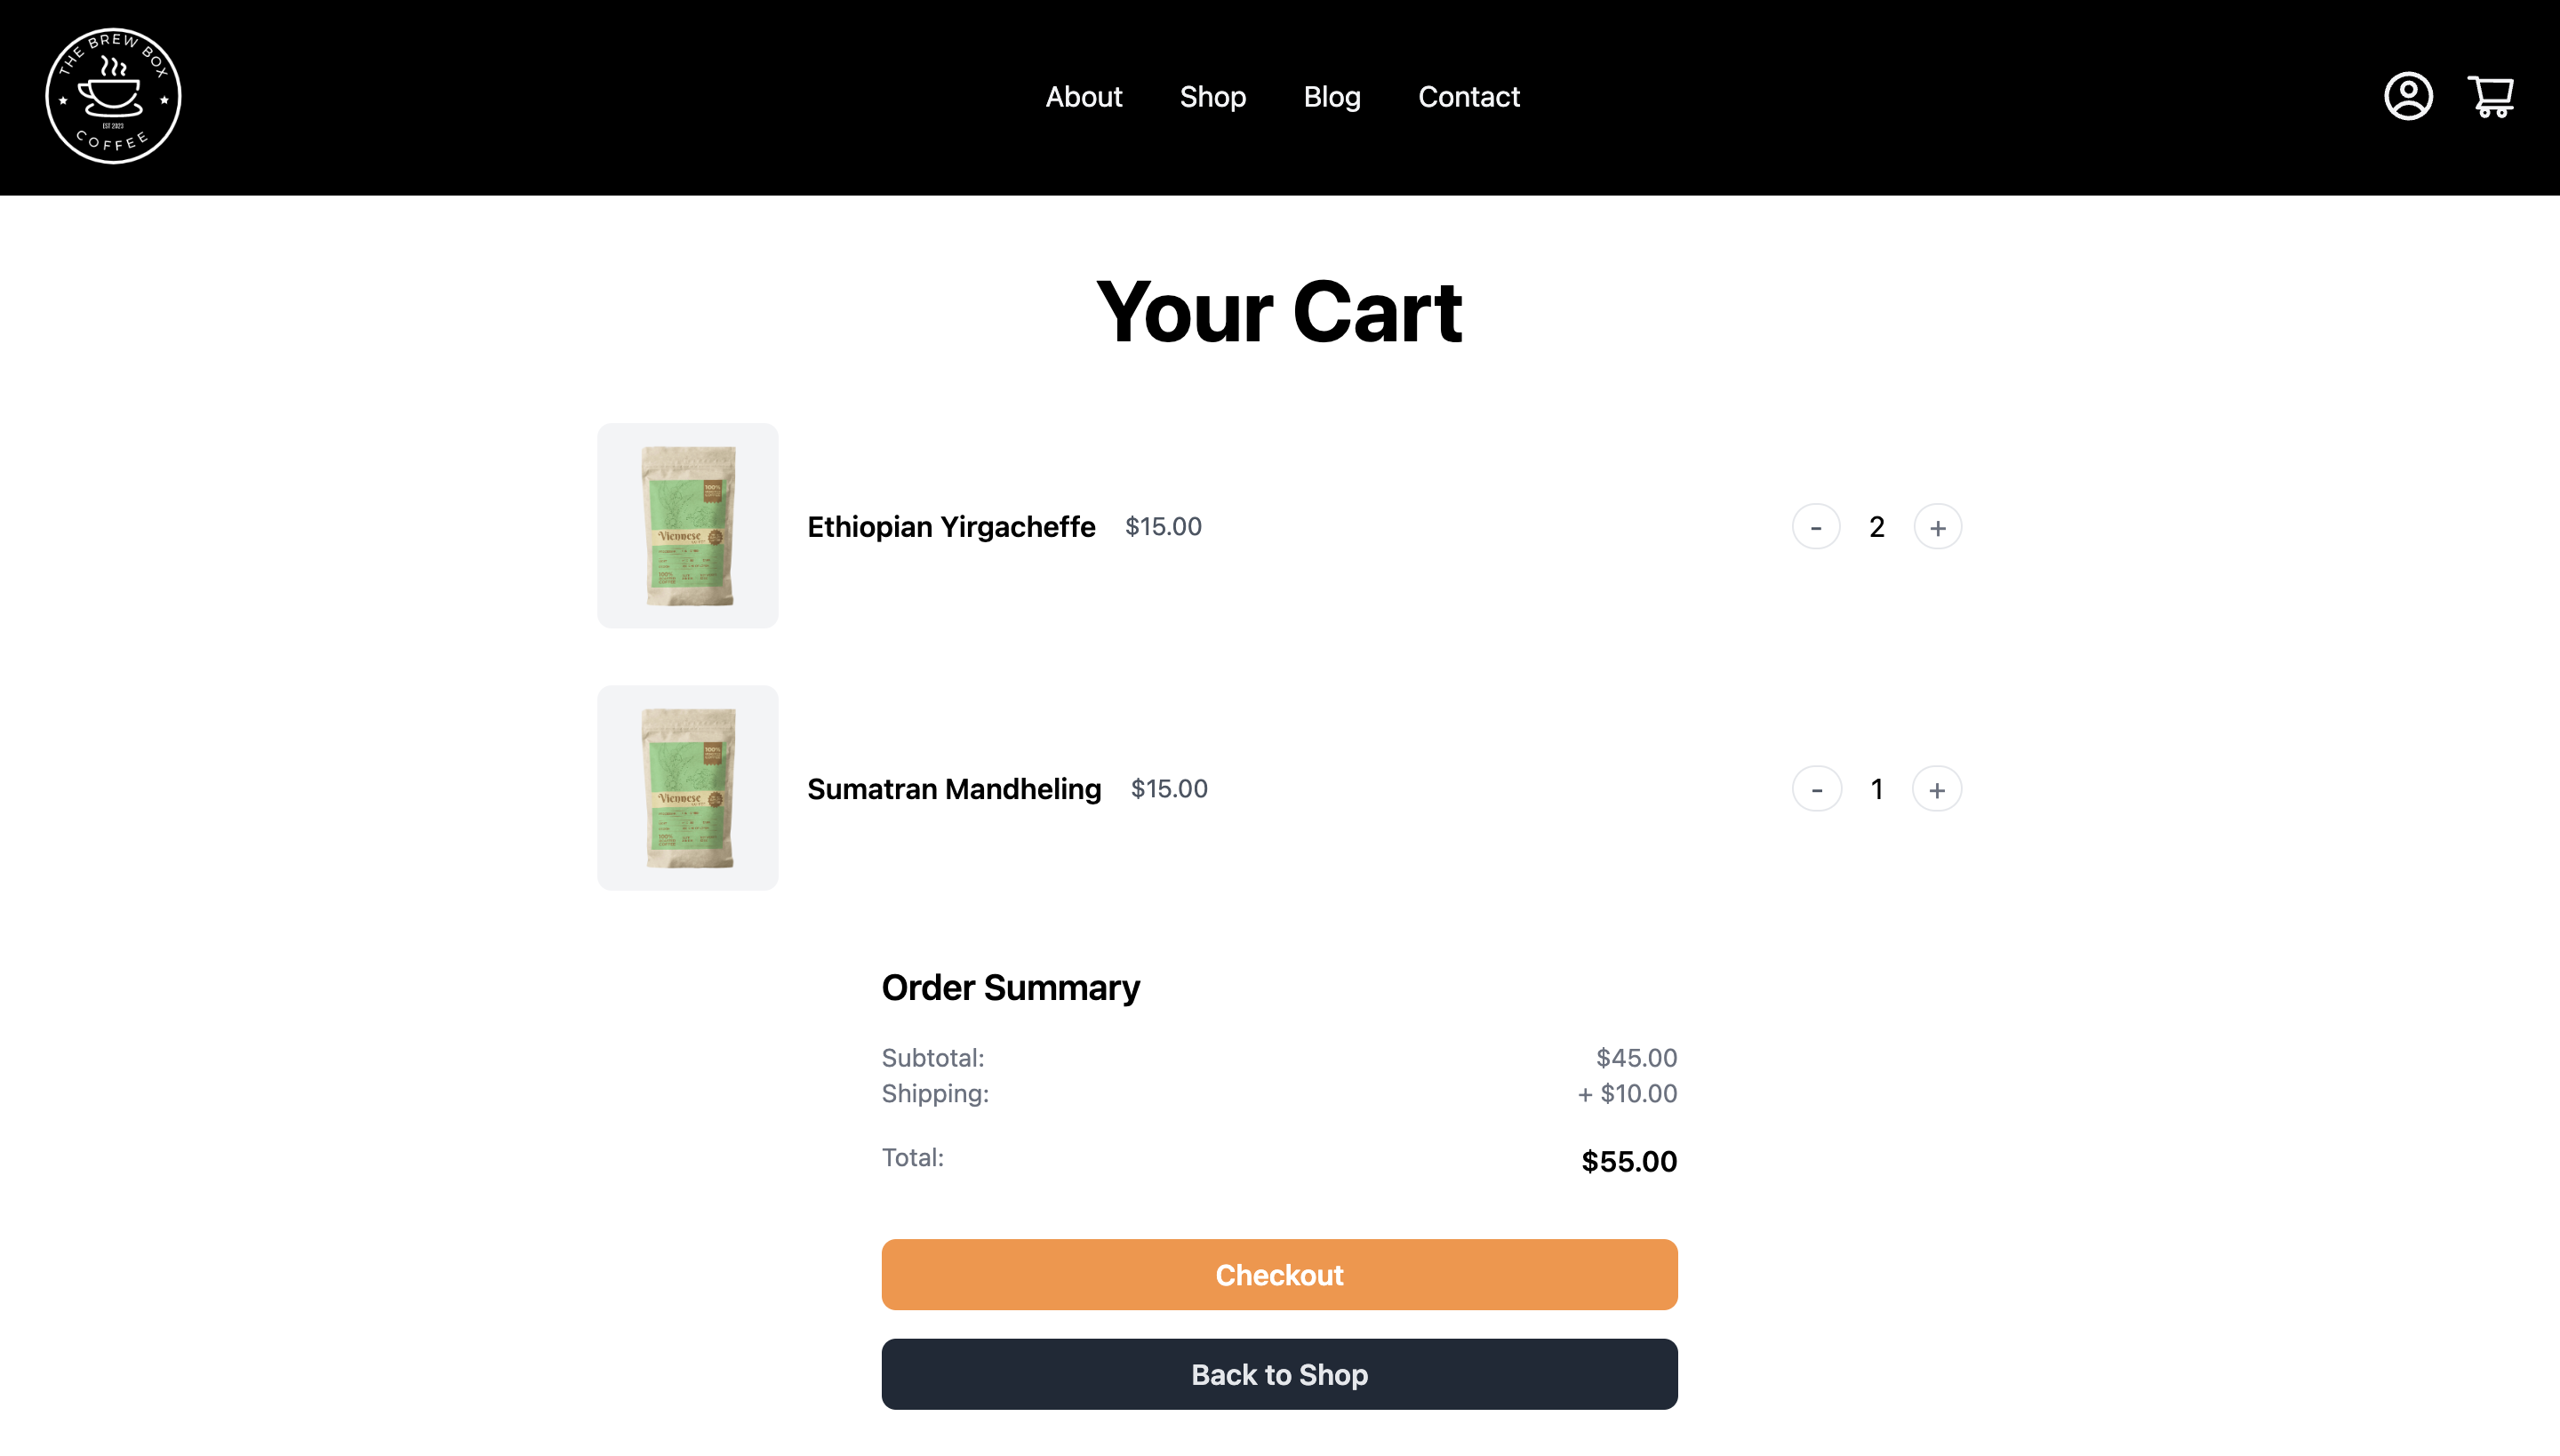 THE BREW BOX
EST 2023
COFFEE
About Shop Blog Contact
Your Cart
100%
Viennese
Ethiopian Yirgacheffe $15.00 - 2 +
100%
Viennese
Sumatran Mandheling $15.00 - 1 +
Order Summary
Subtotal: $45.00
Shipping: + $10.00
Total: $55.00
Checkout
Back to Shop